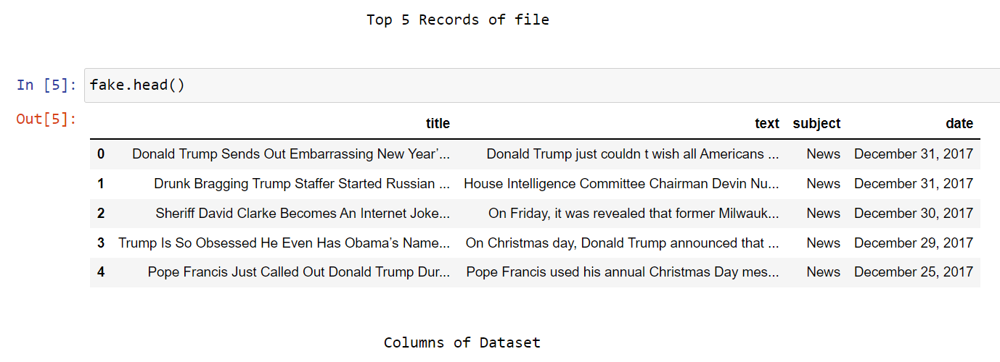 Top 5 Records of file
In [5]: fake.head()
Out[5]:
title text subject date
0 Donald Trump Sends Out Embarrassing New Year’... Donald Trump just couldn t wish all Americans ... News December 31, 2017
1 Drunk Bragging Trump Staffer Started Russian ... House Intelligence Committee Chairman Devin Nu... News December 31, 2017
2 Sheriff David Clarke Becomes An Internet Joke... On Friday, it was revealed that former Milwauk... News December 30, 2017
3 Trump Is So Obsessed He Even Has Obama’s Name... On Christmas day, Donald Trump announced that ... News December 29, 2017
4 Pope Francis Just Called Out Donald Trump Dur... Pope Francis used his annual Christmas Day mes... News December 25, 2017
Columns of Dataset